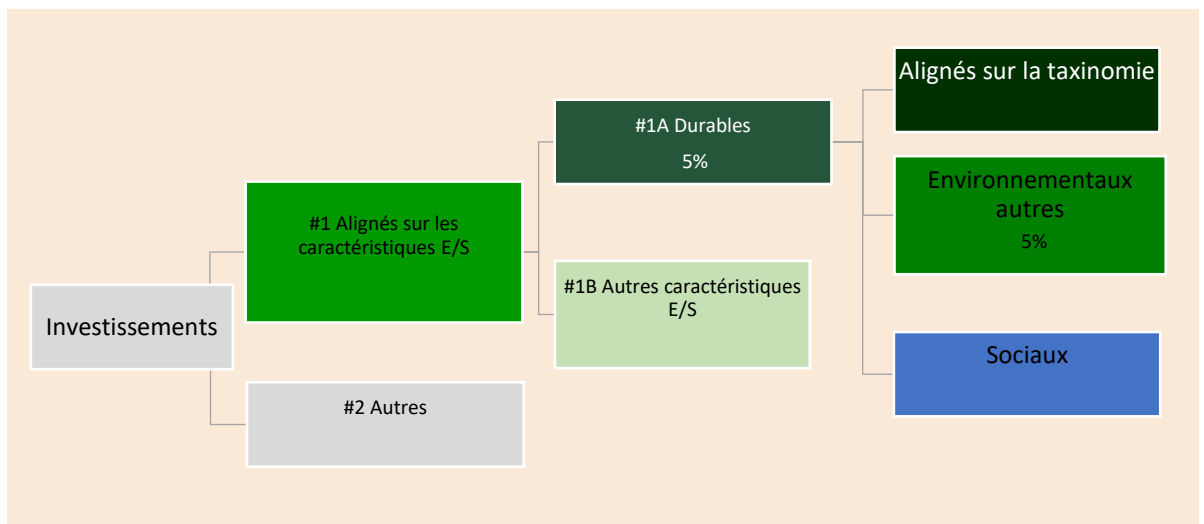 Investissements
#1 Alignés sur les
caractéristiques E/S
#2 Autres
#1A Durables
5%
#1B Autres caractéristiques
E/S
Alignés sur la taxinomie
Environnementaux
autres
5%
Sociaux